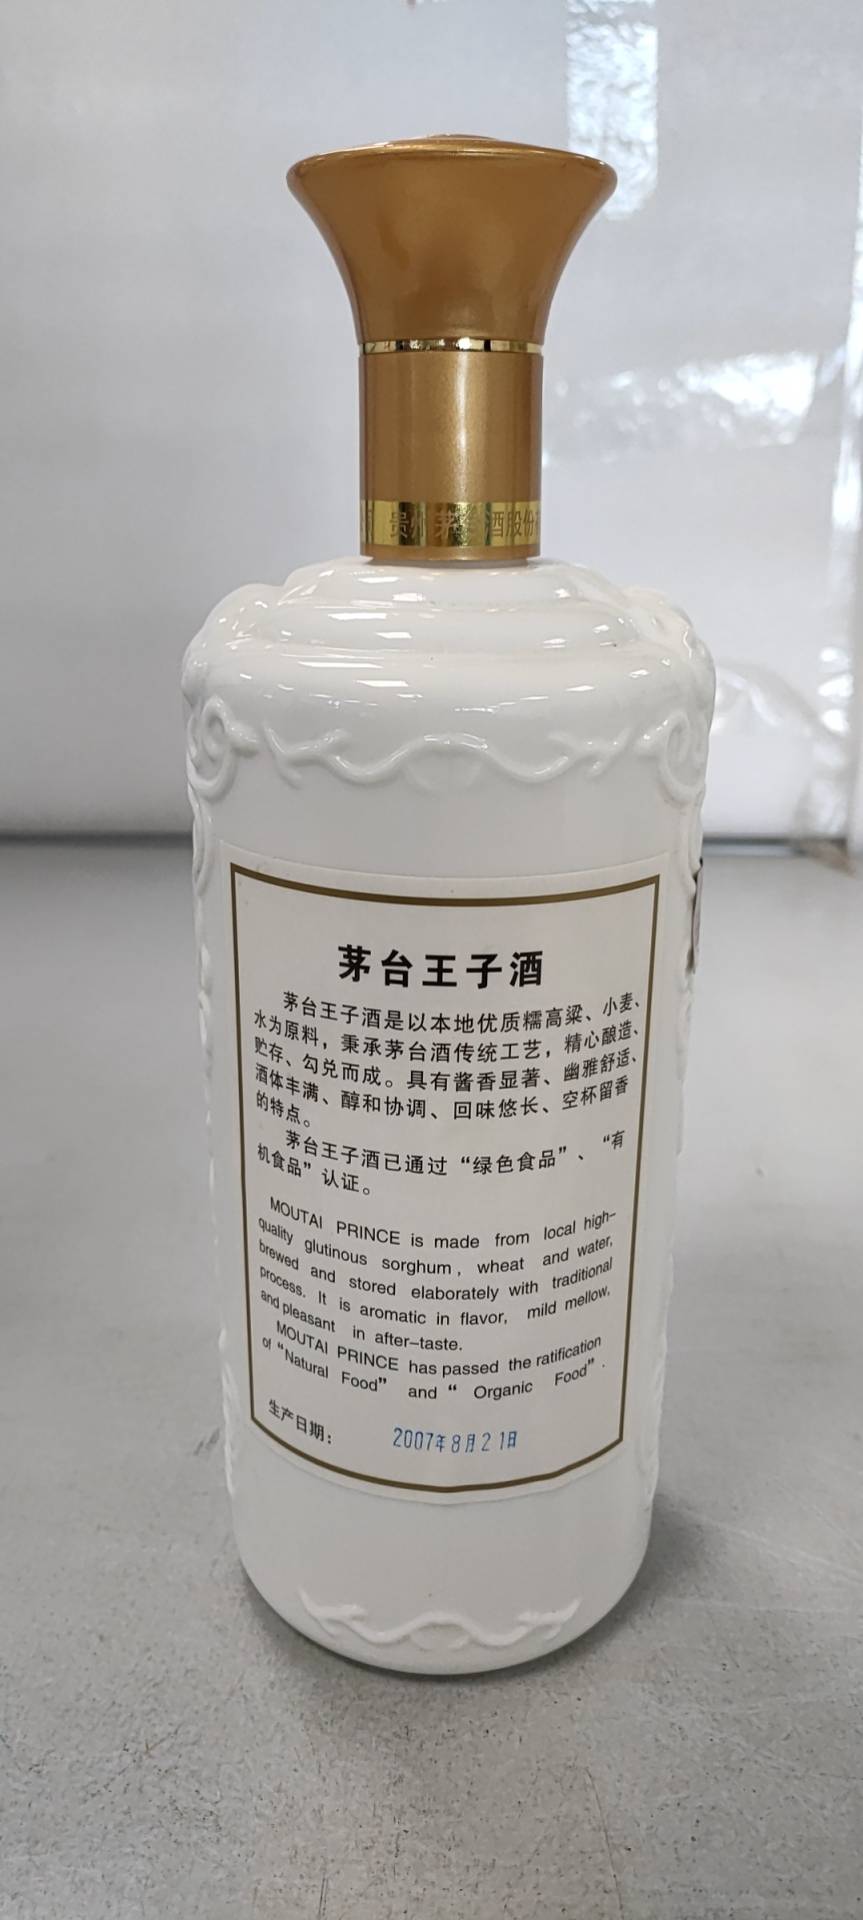 贵州茅台酒股份
茅台王子酒
茅台王子酒是以本地优质糯高粱、小麦、
水为原料，秉承茅台酒传统工艺，精心酿造、
贮存、勾兑而成。具有酱香显著、幽雅舒适、
酒体丰满、醇和协调、回味悠长、空杯留香
的特点。
茅台王子酒已通过“绿色食品”、“有
机食品”认证。
MOUTAI PRINCE is made from local high-
quality glutinous sorghum, wheat and water,
brewed and stored elaborately with traditional
process. It is aromatic in flavor, mild mellow,
and pleasant in after-taste.
MOUTAI PRINCE has passed the ratification
of "Natural Food" and " Organic Food".
生产日期： 2007年8月21日